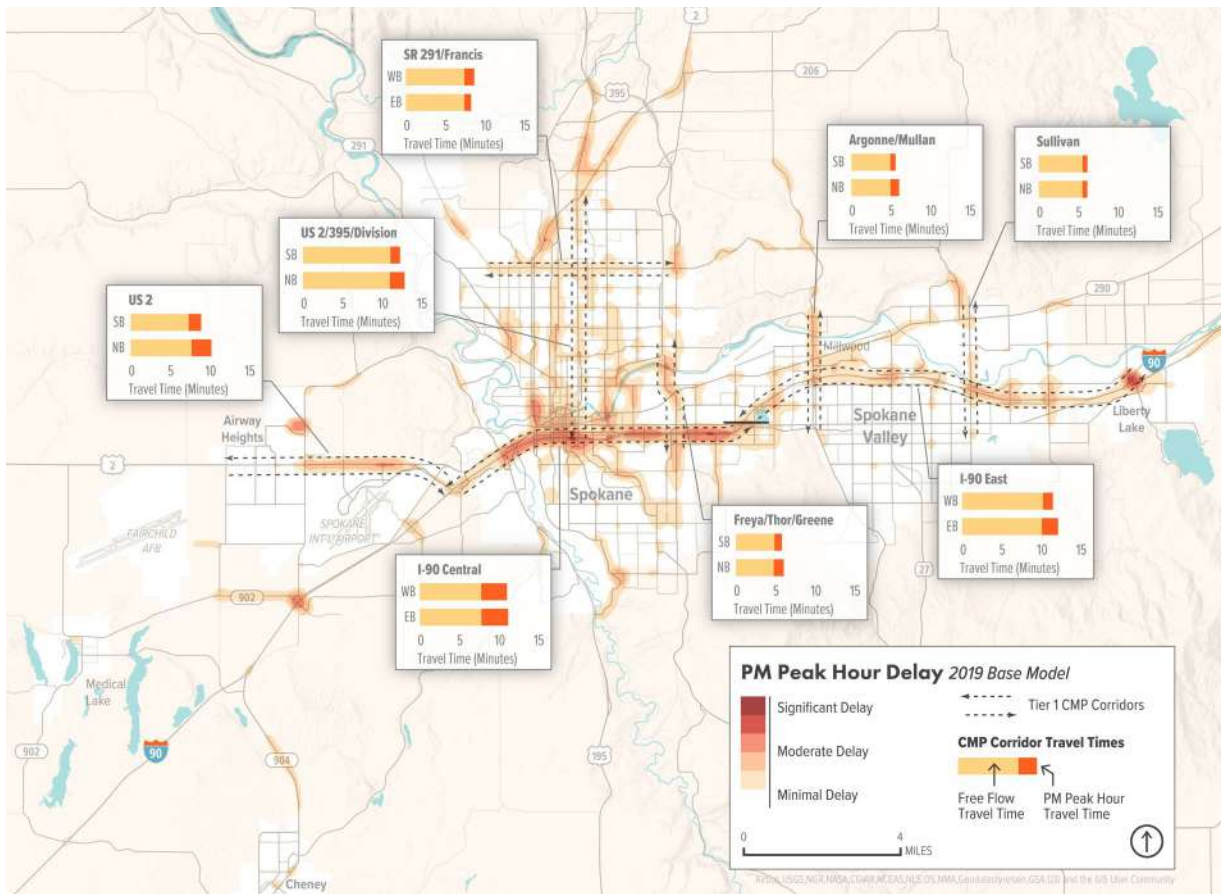 2
SR 291/Francis
WB
EB
0 5 10 15
Travel Time (Minutes)
395
206
291
Argonne/Mullan
SB
NB
0 5 10 15
Travel Time (Minutes)
Sullivan
SB
NB
0 5 10 15
Travel Time (Minutes)
US 2/395/Division
SB
NB
0 5 10 15
Travel Time (Minutes)
US 2
SB
NB
0 5 10 15
Travel Time (Minutes)
290
Millwood
90
Liberty
Lake
Airway
Heights
Spokane
Valley
2
Spokane
FAIRCHILD
AFB
SPOKANE
INT'L AIRPORT
I-90 East
WB
EB
0 5 10 15
Travel Time (Minutes)
Freya/Thor/Greene
SB
NB
0 5 10 15
Travel Time (Minutes)
I-90 Central
WB
EB
0 5 10 15
Travel Time (Minutes)
27
902
Medical
Lake
902
90
904
195
Cheney
PM Peak Hour Delay 2019 Base Model
Significant Delay
Moderate Delay
Minimal Delay
Tier 1 CMP Corridors
CMP Corridor Travel Times
Free Flow
Travel Time
PM Peak Hour
Travel Time
0 4
MILES
and the GIS User Community